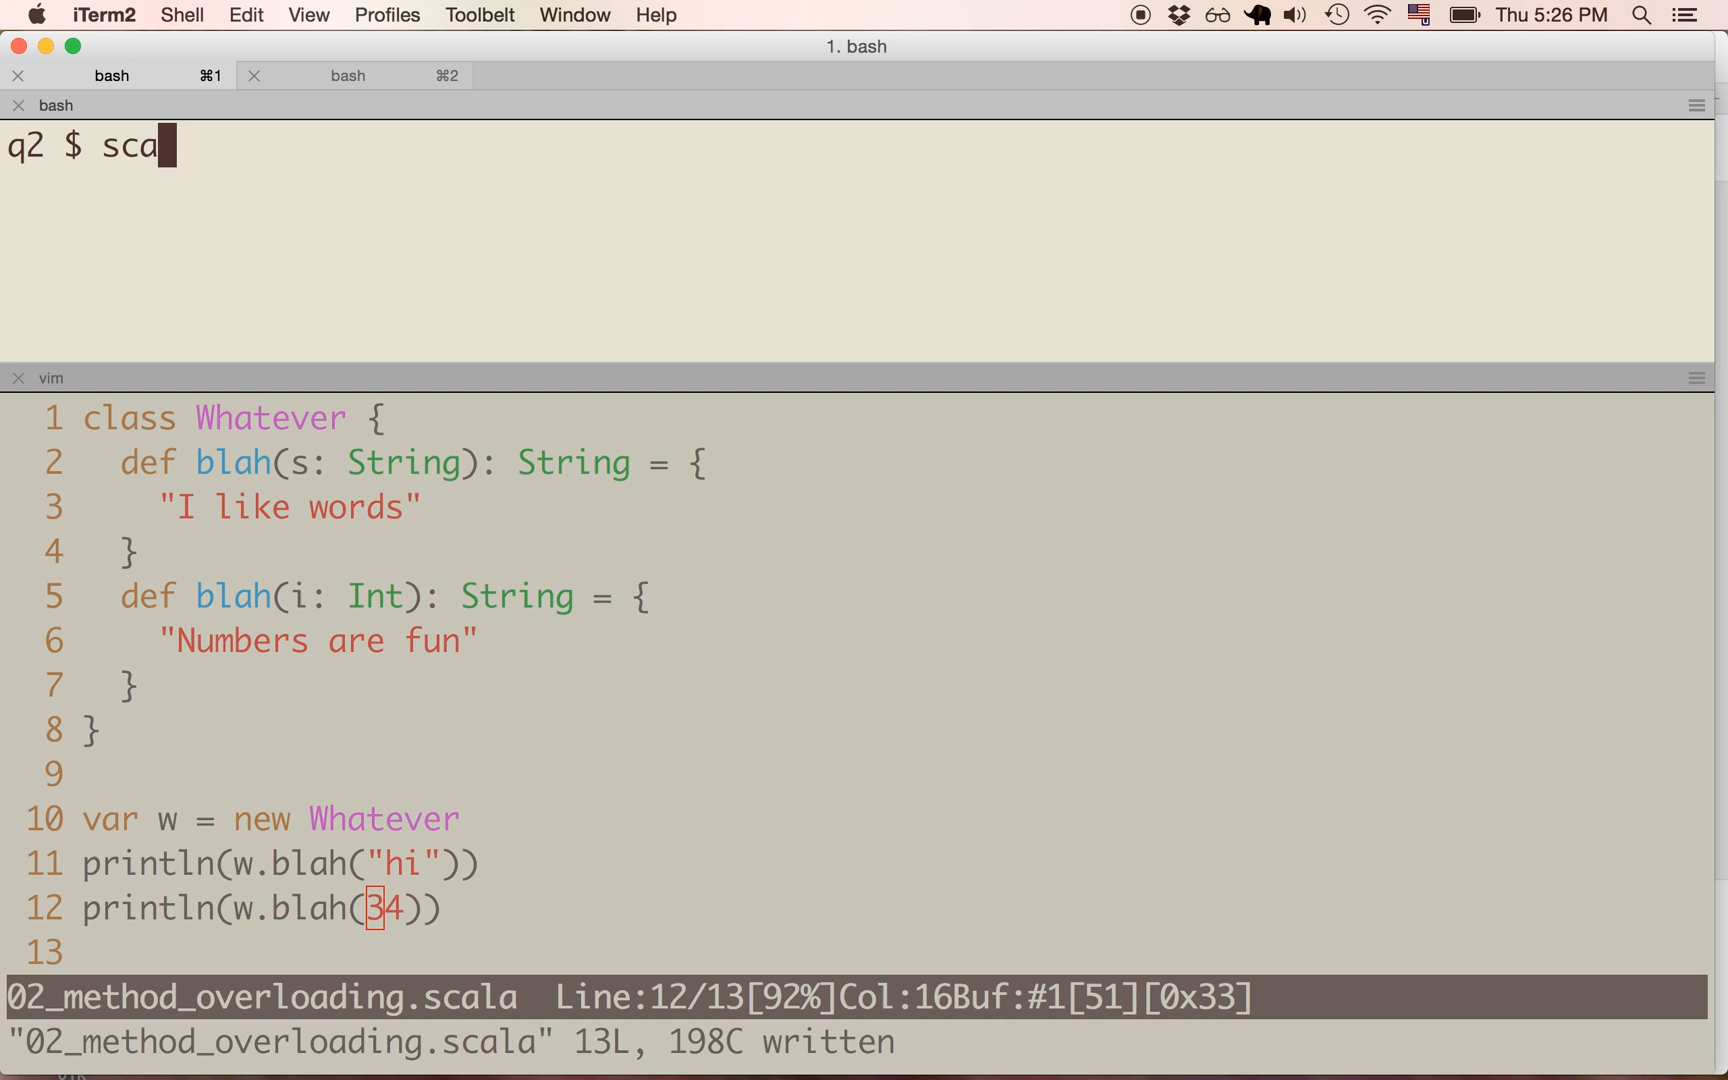 iTerm2 Shell Edit View Profiles Toolbelt Window Help Thu 5:26 PM
1. bash
bash ⌘1 bash ⌘2
bash
q2 $ sca
vim
1 class Whatever {
2   def blah(s: String): String = {
3     "I like words"
4   }
5   def blah(i: Int): String = {
6     "Numbers are fun"
7   }
8 }
9
10 var w = new Whatever
11 println(w.blah("hi"))
12 println(w.blah(34))
13
02_method_overloading.scala  Line:12/13[92%]Col:16Buf:#1[51][0x33]
"02_method_overloading.scala" 13L, 198C written